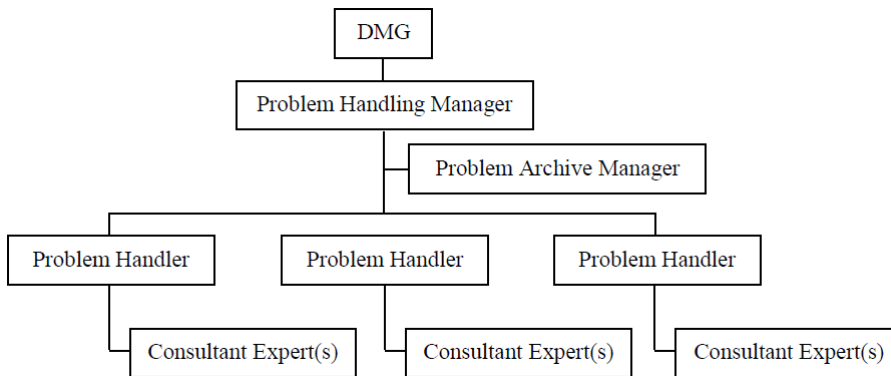 DMG
Problem Handling Manager
Problem Archive Manager
Problem Handler
Problem Handler
Problem Handler
Consultant Expert(s)
Consultant Expert(s)
Consultant Expert(s)